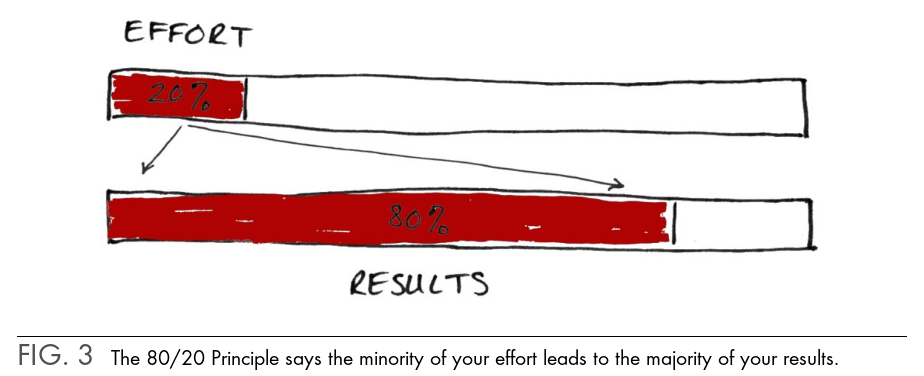 EFFORT
20%
80%
RESULTS
FIG. 3 The 80/20 Principle says the minority of your effort leads to the majority of your results.